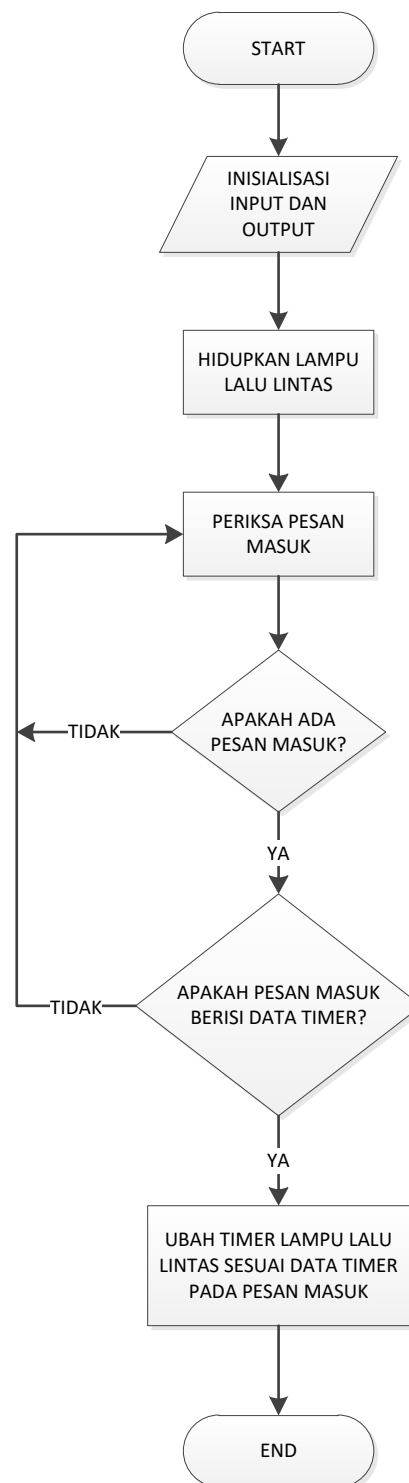 START
INISIALISASI
INPUT DAN
OUTPUT
HIDUPKAN LAMPU
LALU LINTAS
PERIKSA PESAN
MASUK
APAKAH ADA
PESAN MASUK?
TIDAK
YA
APAKAH PESAN MASUK
BERISI DATA TIMER?
TIDAK
YA
UBAH TIMER LAMPU LALU
LINTAS SESUAI DATA TIMER
PADA PESAN MASUK
END